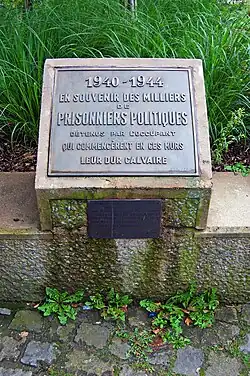 1940-1944
EN SOUVENIR DES MILLIERS
DE
PRISONNIERS POLITIQUES
DÉTENUS PAR L'OCCUPANT
QUI COMMENCÈRENT EN CES MURS
LEUR DUR CALVAIRE